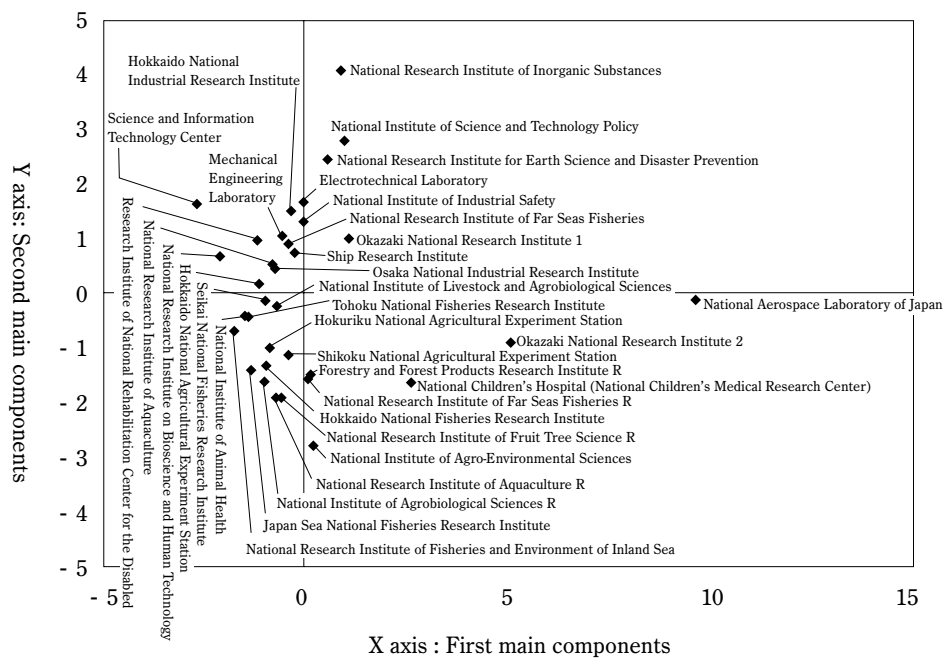 5
4
3
2
1
0
- 1
- 2
- 3
- 4
- 5
Y axis: Second main components
- 5
0
5
10
15
X axis : First main components
Hokkaido National
Industrial Research Institute
National Research Institute of Inorganic Substances
Science and Information
Technology Center
National Institute of Science and Technology Policy
Mechanical
Engineering
Laboratory
National Research Institute for Earth Science and Disaster Prevention
Electrotechnical Laboratory
National Institute of Industrial Safety
National Research Institute of Far Seas Fisheries
Okazaki National Research Institute 1
Ship Research Institute
Osaka National Industrial Research Institute
National Institute of Livestock and Agrobiological Sciences
National Aerospace Laboratory of Japan
Tohoku National Fisheries Research Institute
Hokuriku National Agricultural Experiment Station
Okazaki National Research Institute 2
Shikoku National Agricultural Experiment Station
Forestry and Forest Products Research Institute R
National Children's Hospital (National Children's Medical Research Center)
National Research Institute of Far Seas Fisheries R
Hokkaido National Fisheries Research Institute
National Research Institute of Fruit Tree Science R
National Institute of Agro-Environmental Sciences
National Research Institute of Aquaculture R
National Institute of Agrobiological Sciences R
Japan Sea National Fisheries Research Institute
National Research Institute of Fisheries and Environment of Inland Sea
Research Institute of National Rehabilitation Center for the Disabled
National Research Institute of Aquaculture
National Research Institute on Bioscience and Human Technology
Hokkaido National Agricultural Experiment Station
Seikai National Fisheries Research Institute
National Institute of Animal Health